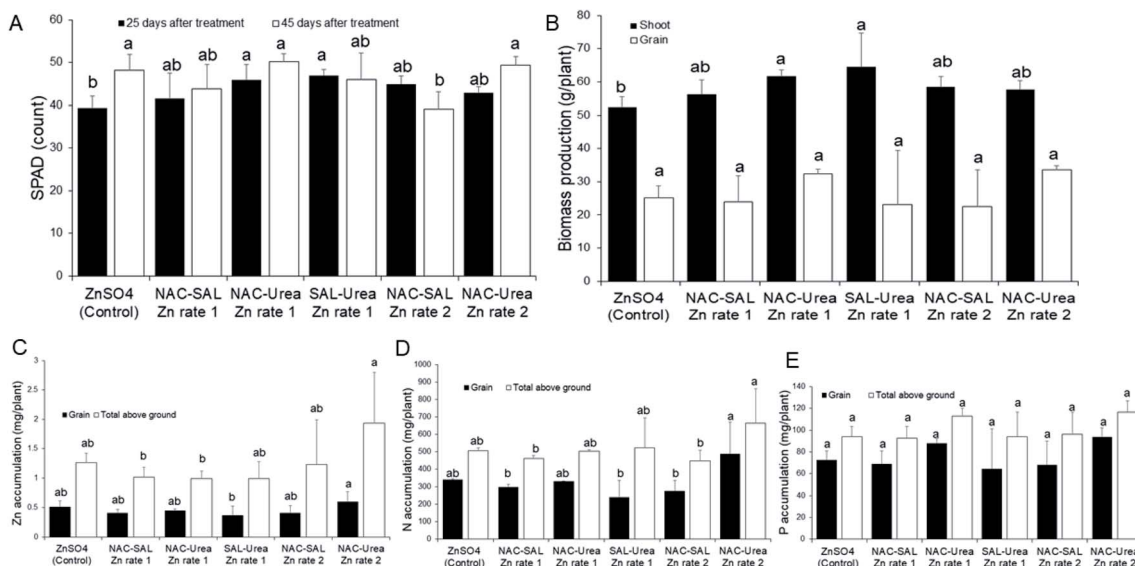 A
■ 25 days after treatment □ 45 days after treatment
SPAD (count)
60
50
40
30
20
10
0
b a ab ab a a a a ab b ab a
ZnSO4 (Control)
NAC-SAL Zn rate 1
NAC-Urea Zn rate 1
SAL-Urea Zn rate 1
NAC-SAL Zn rate 2
NAC-Urea Zn rate 2
B
■ Shoot
□ Grain
Biomass production (g/plant)
80
70
60
50
40
30
20
10
0
b a ab a a a a a ab a ab a
ZnSO4 (Control)
NAC-SAL Zn rate 1
NAC-Urea Zn rate 1
SAL-Urea Zn rate 1
NAC-SAL Zn rate 2
NAC-Urea Zn rate 2
C
■ Grain □ Total above ground
Zn accumulation (mg/plant)
3
2.5
2
1.5
1
0.5
0
ab ab ab b ab b b ab ab ab a a
ZnSO4 (Control)
NAC-SAL Zn rate 1
NAC-Urea Zn rate 1
SAL-Urea Zn rate 1
NAC-SAL Zn rate 2
NAC-Urea Zn rate 2
D
■ Grain □ Total above ground
N accumulation (mg/plant)
1000
900
800
700
600
500
400
300
200
100
0
ab ab b b ab ab b ab b b a a
ZnSO4 (Control)
NAC-SAL Zn rate 1
NAC-Urea Zn rate 1
SAL-Urea Zn rate 1
NAC-SAL Zn rate 2
NAC-Urea Zn rate 2
E
■ Grain □ Total above ground
P accumulation (mg/plant)
140
120
100
80
60
40
20
0
a a a a a a a a a a a a
ZnSO4 (Control)
NAC-SAL Zn rate 1
NAC-Urea Zn rate 1
SAL-Urea Zn rate 1
NAC-SAL Zn rate 2
NAC-Urea Zn rate 2